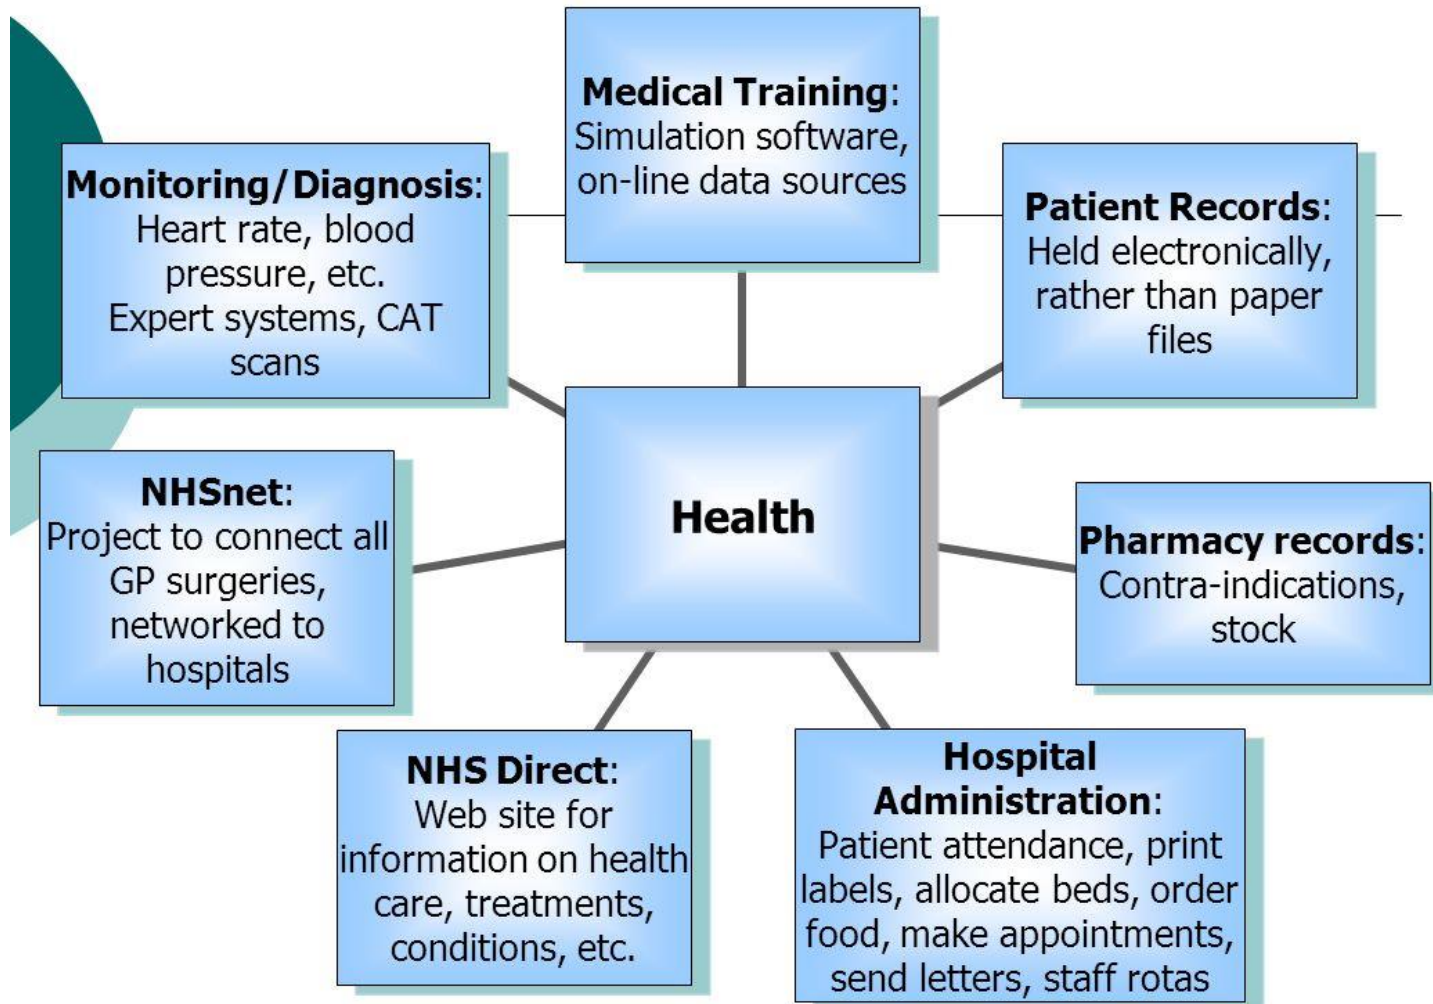 Medical Training:
Simulation software,
on-line data sources
Monitoring/Diagnosis:
Heart rate, blood
pressure, etc.
Expert systems, CAT
scans
Patient Records:
Held electronically,
rather than paper
files
Health
NHSnet:
Project to connect all
GP surgeries,
networked to
hospitals
Pharmacy records:
Contra-indications,
stock
NHS Direct:
Web site for
information on health
care, treatments,
conditions, etc.
Hospital
Administration:
Patient attendance, print
labels, allocate beds, order
food, make appointments,
send letters, staff rotas